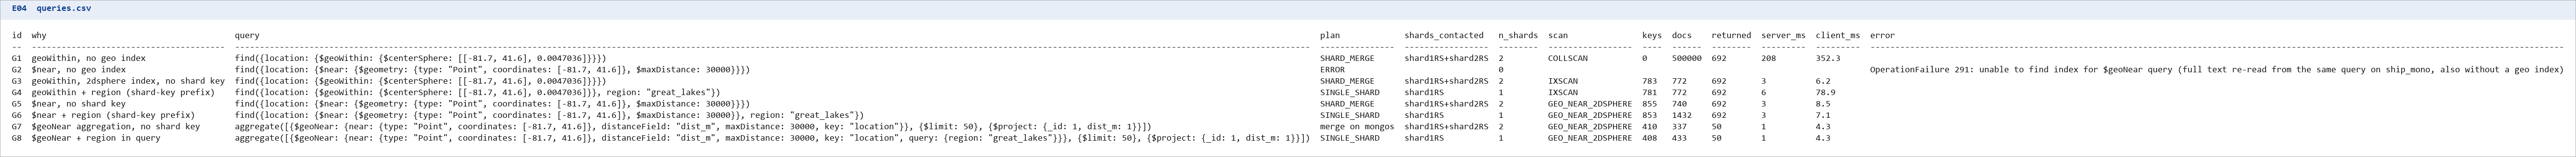 E04 queries.csv
id why query plan shards_contacted n_shards scan keys docs returned server_ms client_ms error
G1 geoWithin, no geo index find({location: {$geoWithin: {$centerSphere: [[-81.7, 41.6], 0.0047036]}}}) SHARD_MERGE shard1RS+shard2RS 2 COLLSCAN 0 500000 692 208 352.3
G2 $near, no geo index find({location: {$near: {$geometry: {type: "Point", coordinates: [-81.7, 41.6]}, $maxDistance: 30000}}}) ERROR 0 OperationFailure 291: unable to find index for $geoNear query (full text re-read from the same query on ship_mono, also without a geo index)
G3 geoWithin, 2dsphere index, no shard key find({location: {$geoWithin: {$centerSphere: [[-81.7, 41.6], 0.0047036]}}}) SHARD_MERGE shard1RS+shard2RS 2 IXSCAN 783 772 692 3 6.2
G4 geoWithin + region (shard-key prefix) find({location: {$geoWithin: {$centerSphere: [[-81.7, 41.6], 0.0047036]}}, region: "great_lakes"}) SINGLE_SHARD shard1RS 1 IXSCAN 781 772 692 6 78.9
G5 $near, no shard key find({location: {$near: {$geometry: {type: "Point", coordinates: [-81.7, 41.6]}, $maxDistance: 30000}}}) SHARD_MERGE shard1RS+shard2RS 2 GEO_NEAR_2DSPHERE 855 740 692 3 8.5
G6 $near + region (shard-key prefix) find({location: {$near: {$geometry: {type: "Point", coordinates: [-81.7, 41.6]}, $maxDistance: 30000}}, region: "great_lakes"}) SINGLE_SHARD shard1RS 1 GEO_NEAR_2DSPHERE 853 1432 692 3 7.1
G7 $geoNear aggregation, no shard key aggregate([{$geoNear: {near: {type: "Point", coordinates: [-81.7, 41.6]}, distanceField: "dist_m", maxDistance: 30000, key: "location"}}, {$limit: 50}, {$project: {_id: 1, dist_m: 1}}]) merge on mongos shard1RS+shard2RS 2 GEO_NEAR_2DSPHERE 410 337 50 1 4.3
G8 $geoNear + region in query aggregate([{$geoNear: {near: {type: "Point", coordinates: [-81.7, 41.6]}, distanceField: "dist_m", maxDistance: 30000, key: "location", query: {region: "great_lakes"}}}, {$limit: 50}, {$project: {_id: 1, dist_m: 1}}]) SINGLE_SHARD shard1RS 1 GEO_NEAR_2DSPHERE 408 433 50 1 4.3